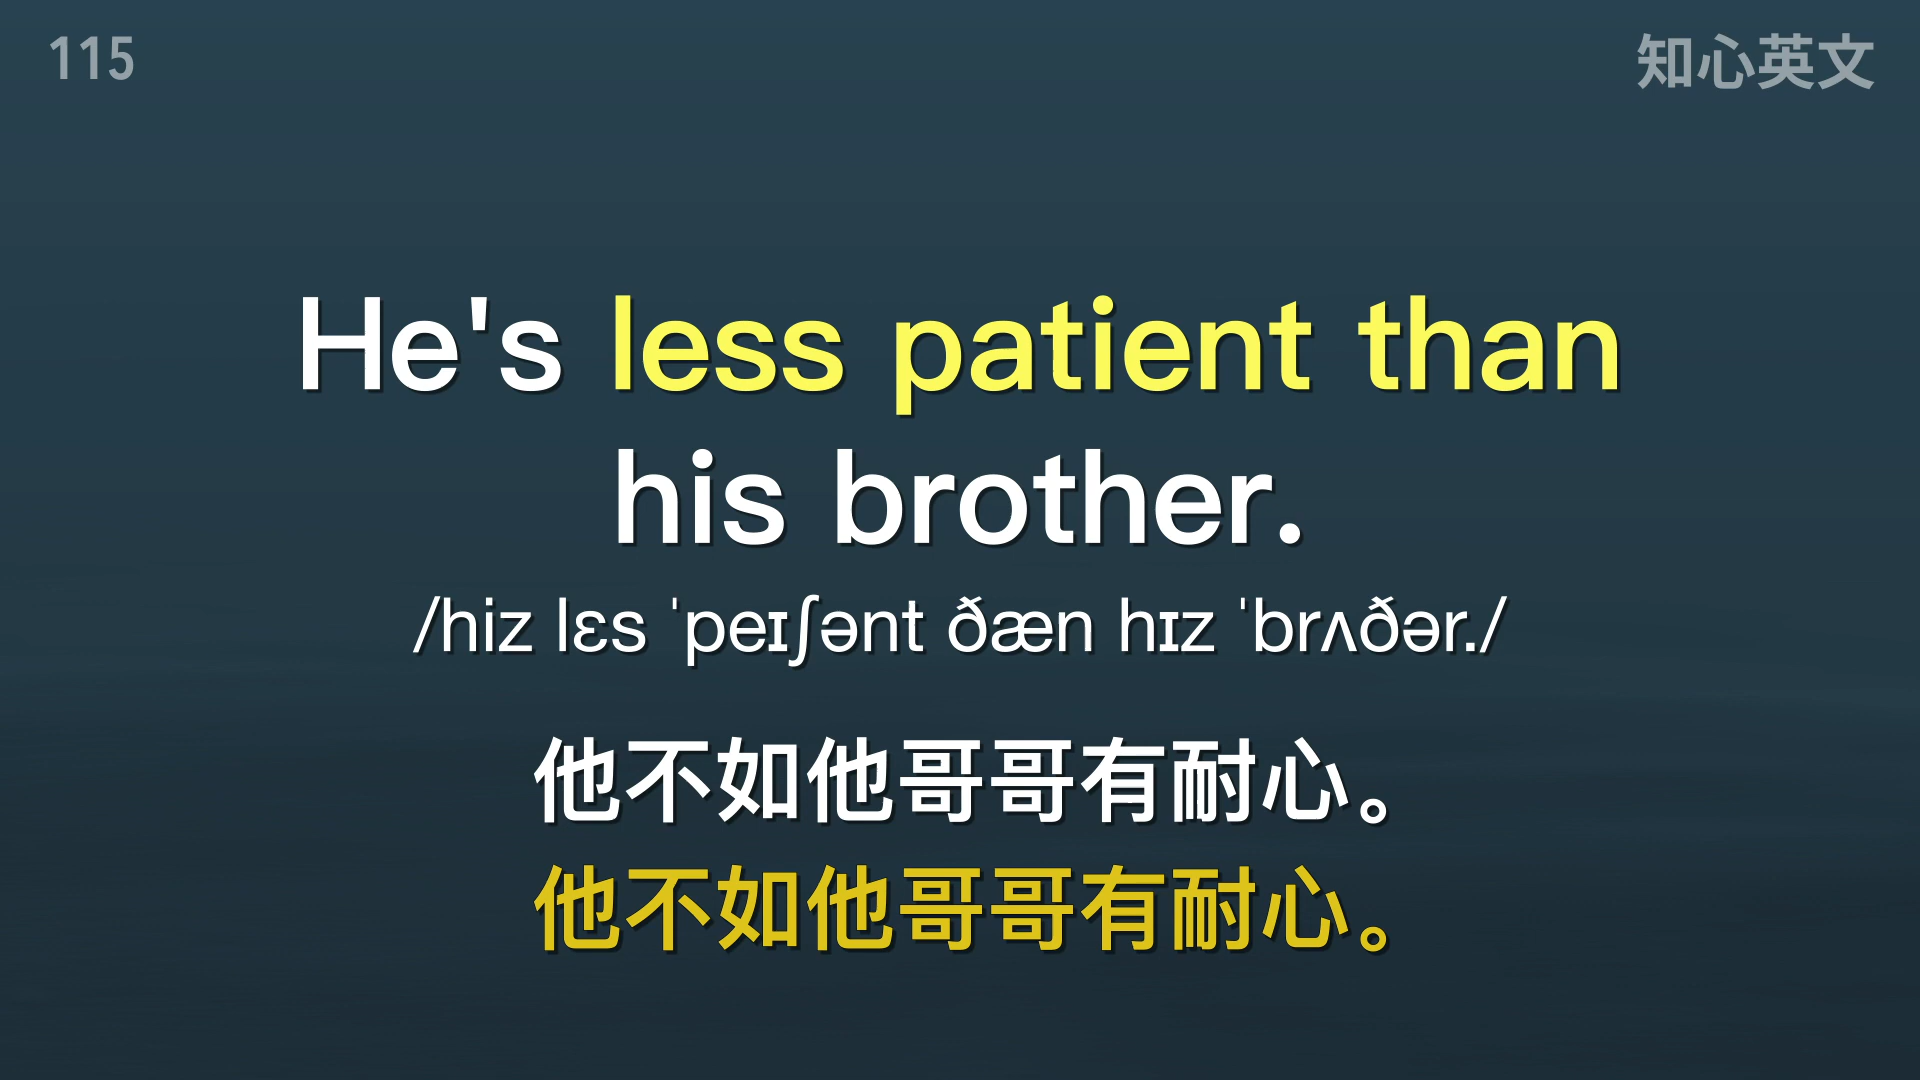 115
知心英文
He's less patient than
his brother.
/hiz lɛs ˈpeɪʃənt ðæn hɪz ˈbrʌðər./
他不如他哥哥有耐心。
他不如他哥哥有耐心。